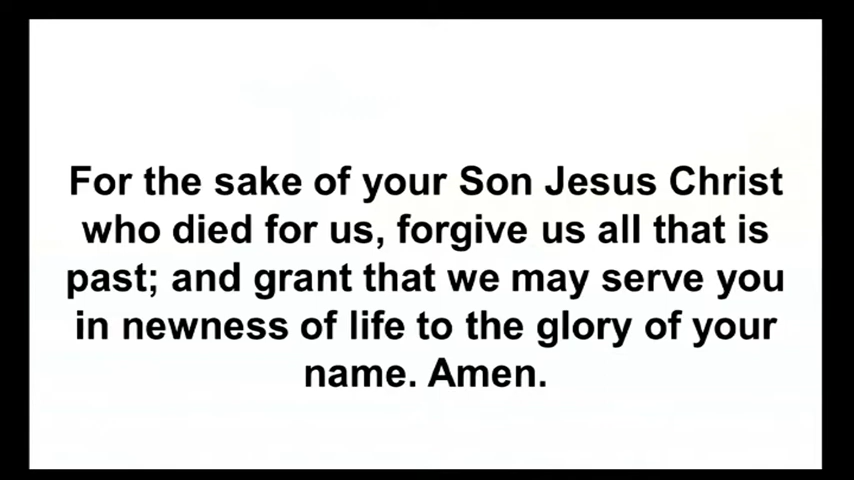 For the sake of your Son Jesus Christ
who died for us, forgive us all that is
past; and grant that we may serve you
in newness of life to the glory of your
name. Amen.